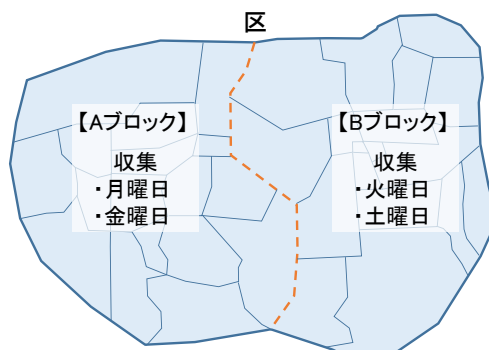 区
【Aブロック】
収集
・月曜日
・金曜日
【Bブロック】
収集
・火曜日
・土曜日